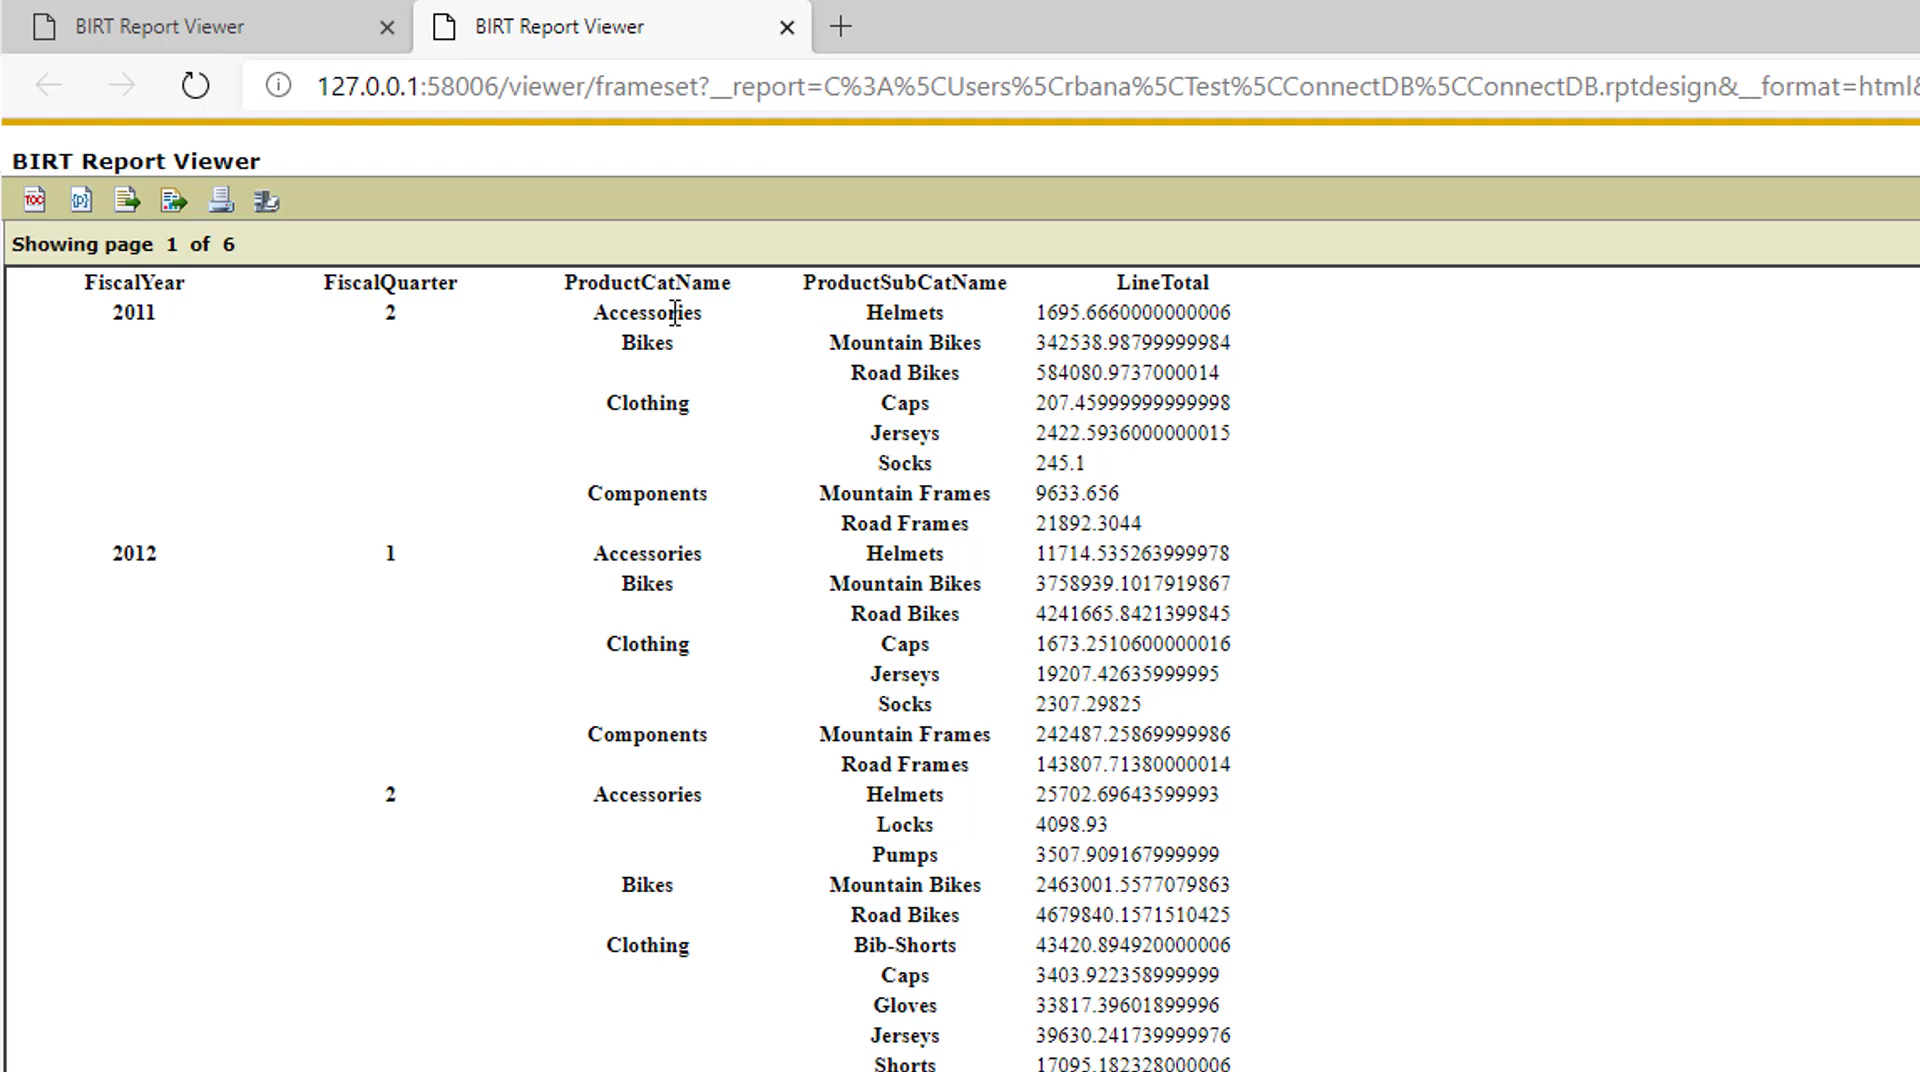 BIRT Report Viewer BIRT Report Viewer
127.0.0.1:58006/viewer/frameset?__report=C%3A%5CUsers%5Crbana%5CTest%5CConnectDB%5CConnectDB.rptdesign&__format=html&
BIRT Report Viewer
TOC {p}
Showing page 1 of 6
FiscalYear FiscalQuarter ProductCatName ProductSubCatName LineTotal
2011 2 Accessories Helmets 1695.6660000000006
Bikes Mountain Bikes 342538.98799999984
Road Bikes 584080.9737000014
Clothing Caps 207.45999999999998
Jerseys 2422.5936000000015
Socks 245.1
Components Mountain Frames 9633.656
Road Frames 21892.3044
2012 1 Accessories Helmets 11714.535263999978
Bikes Mountain Bikes 3758939.1017919867
Road Bikes 4241665.8421399845
Clothing Caps 1673.2510600000016
Jerseys 19207.42635999995
Socks 2307.29825
Components Mountain Frames 242487.25869999986
Road Frames 143807.71380000014
2 Accessories Helmets 25702.69643599993
Locks 4098.93
Pumps 3507.909167999999
Bikes Mountain Bikes 2463001.5577079863
Road Bikes 4679840.1571510425
Clothing Bib-Shorts 43420.894920000006
Caps 3403.922358999999
Gloves 33817.39601899996
Jerseys 39630.241739999976
Shorts 17095.182328000006